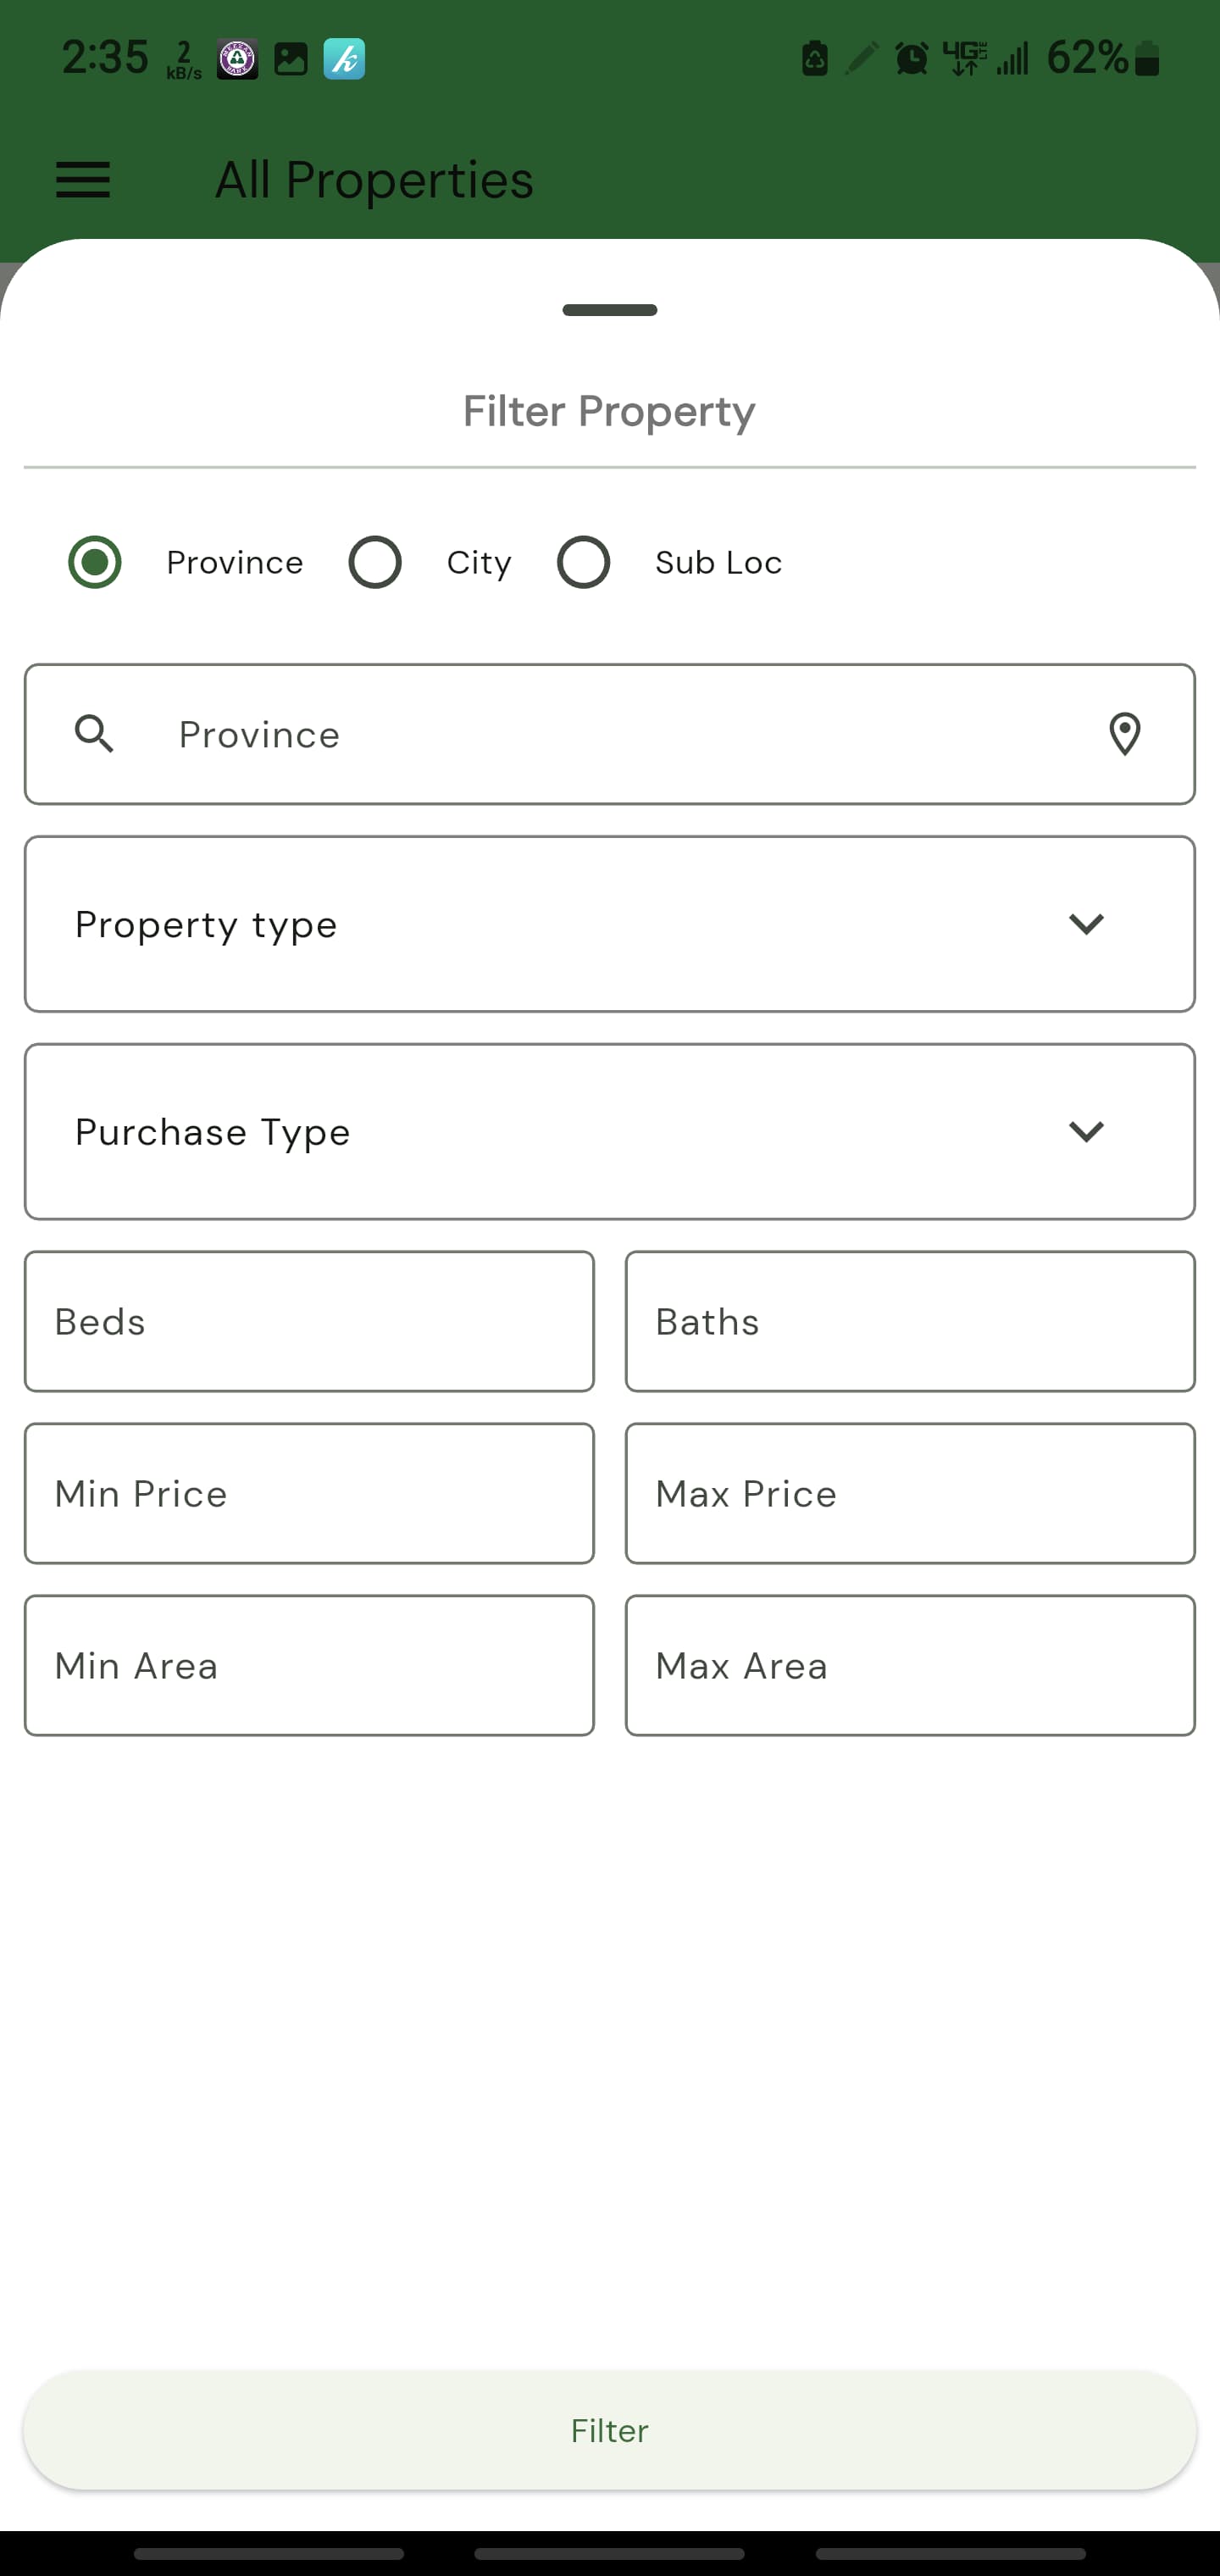 2:35 2 kB/s 4G LTE 62%
All Properties
Filter Property
Province City Sub Loc
Province
Property type
Purchase Type
Beds Baths
Min Price Max Price
Min Area Max Area
Filter